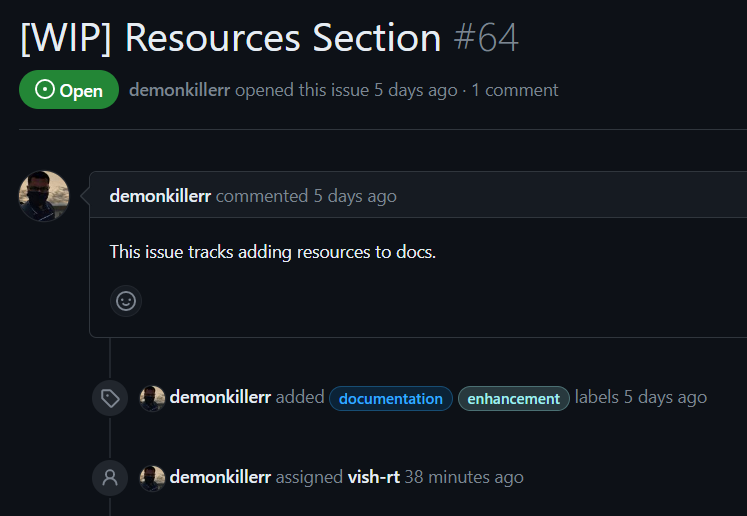 [WIP] Resources Section #64
Open demonkillerr opened this issue 5 days ago · 1 comment
demonkillerr commented 5 days ago
This issue tracks adding resources to docs.
demonkillerr added documentation enhancement labels 5 days ago
demonkillerr assigned vish-rt 38 minutes ago